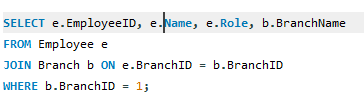 SELECT e.EmployeeID, e.Name, e.Role, b.BranchName
FROM Employee e
JOIN Branch b ON e.BranchID = b.BranchID
WHERE b.BranchID = 1;